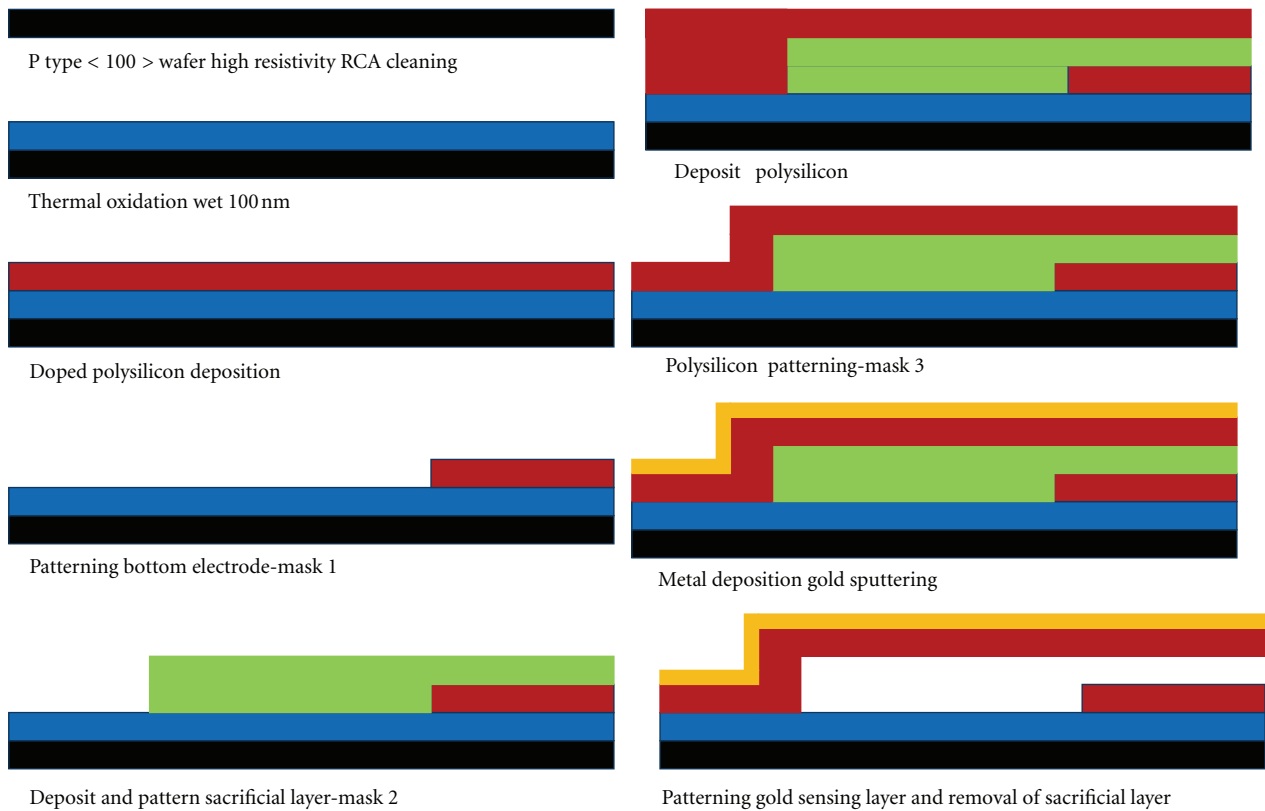 P type < 100 > wafer high resistivity RCA cleaning
Thermal oxidation wet 100 nm
Doped polysilicon deposition
Patterning bottom electrode-mask 1
Deposit and pattern sacrificial layer-mask 2
Deposit polysilicon
Polysilicon patterning-mask 3
Metal deposition gold sputtering
Patterning gold sensing layer and removal of sacrificial layer